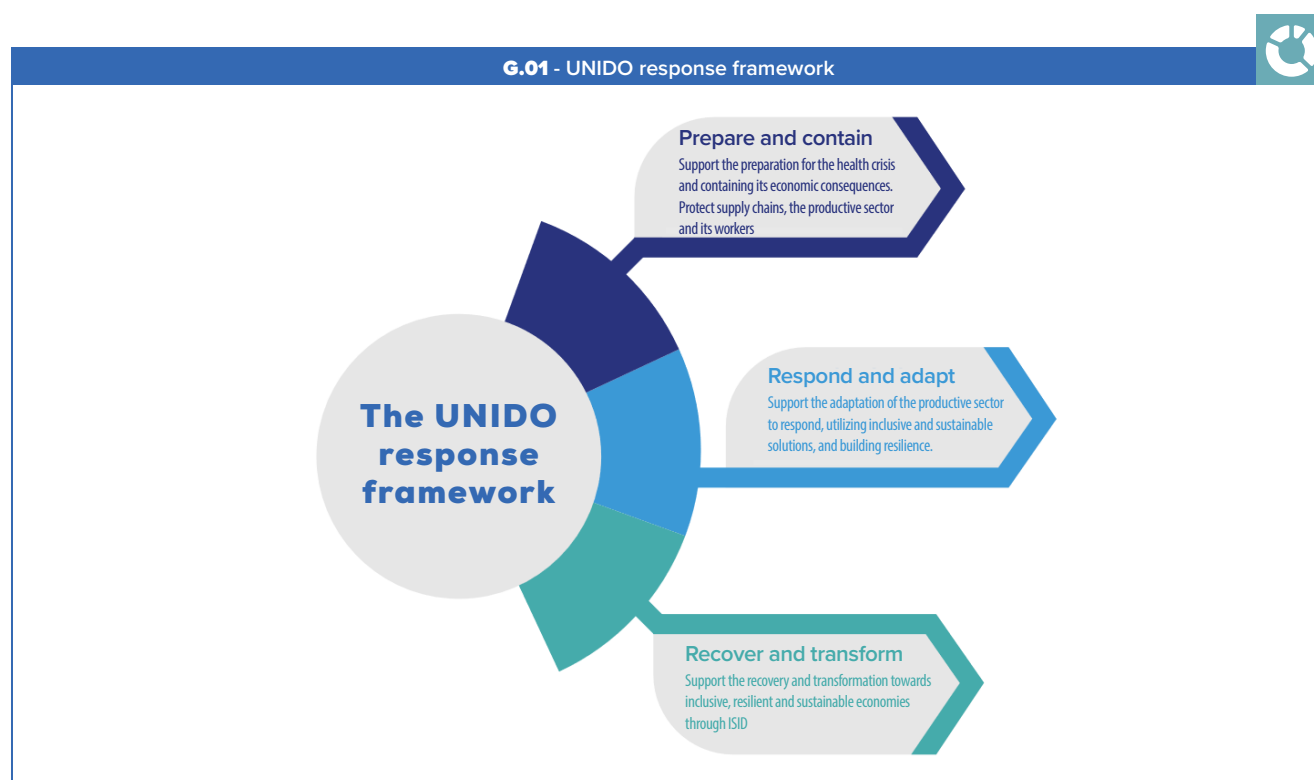 G.01 - UNIDO response framework
Prepare and contain
Support the preparation for the health crisis
and containing its economic consequences.
Protect supply chains, the productive sector
and its workers
The UNIDO
response
framework
Respond and adapt
Support the adaptation of the productive sector
to respond, utilizing inclusive and sustainable
solutions, and building resilience.
Recover and transform
Support the recovery and transformation towards
inclusive, resilient and sustainable economies
through ISID